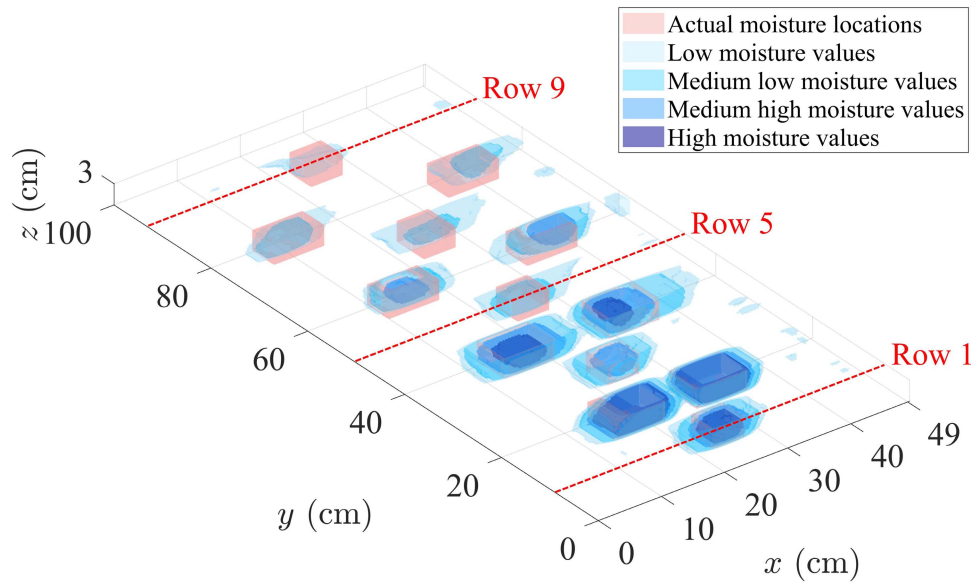 Actual moisture locations
Low moisture values
Medium low moisture values
Medium high moisture values
High moisture values
Row 9
Row 5
Row 1
3
z (cm)
100
80
60
40
20
0
y (cm)
0
10
20
30
40
49
x (cm)